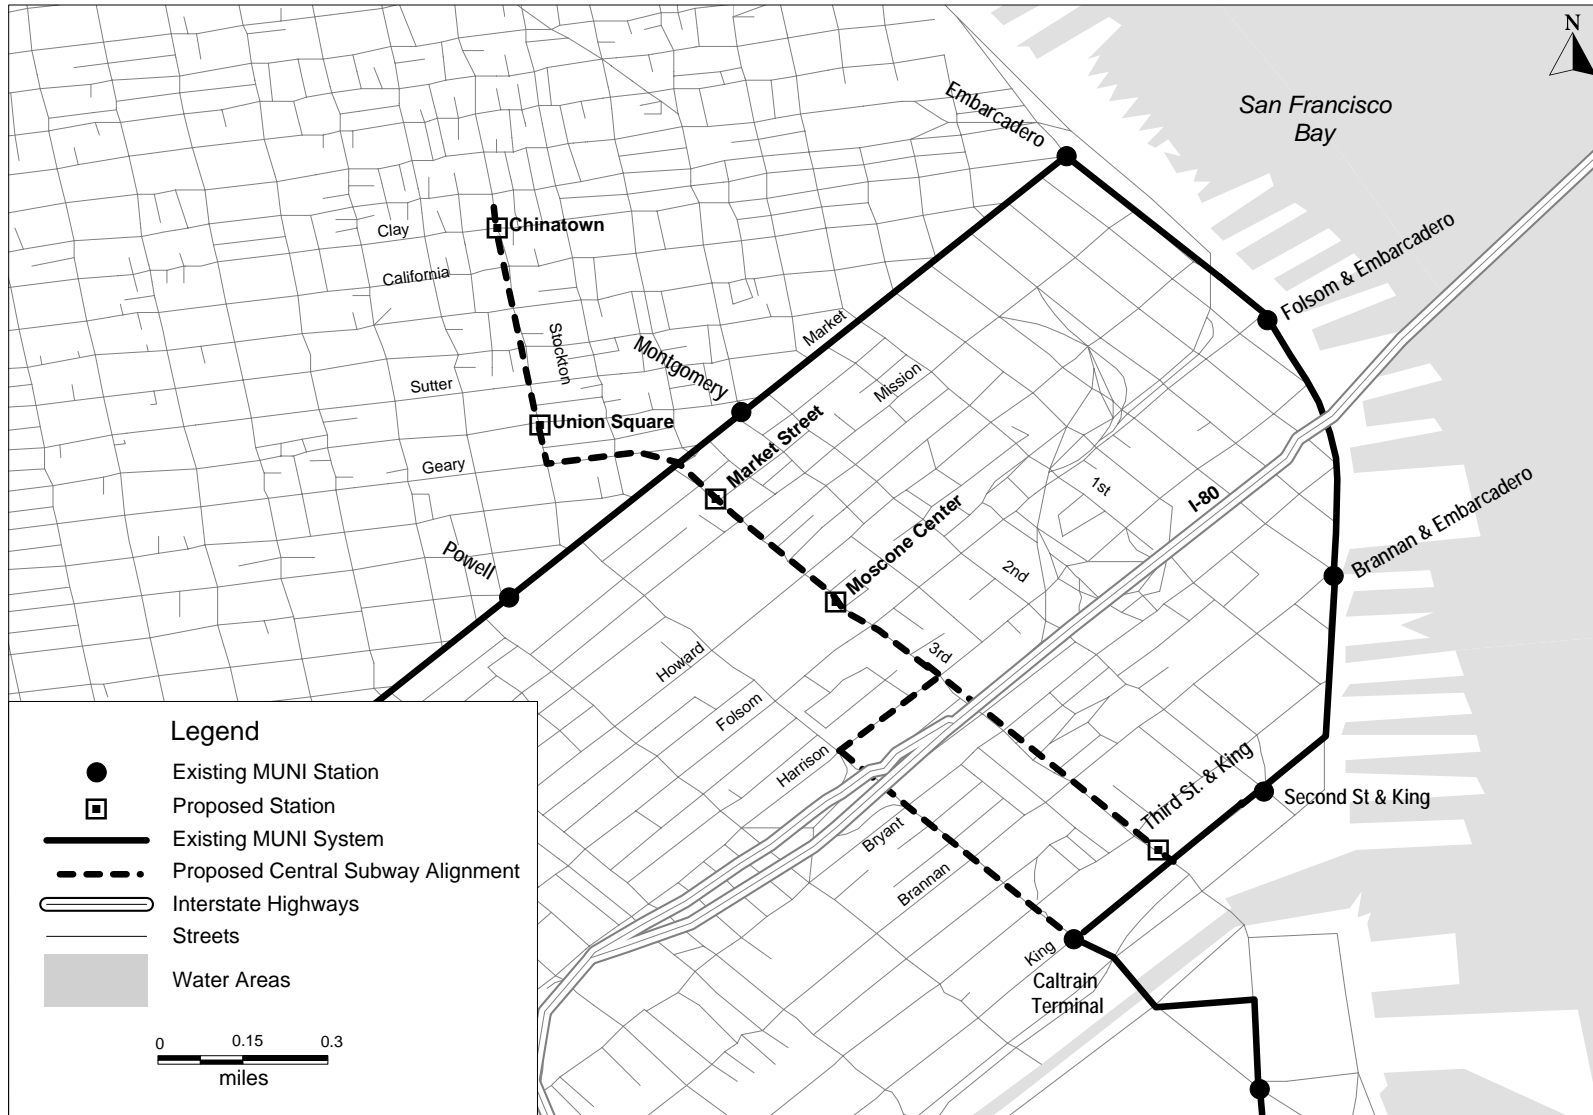 N
San Francisco
Bay
Embarcadero
Folsom & Embarcadero
Clay
Chinatown
California
Stockton
Market
Montgomery
Mission
Sutter
Union Square
Market Street
Geary
1st
I-80
Brannan & Embarcadero
Moscone Center
Powell
2nd
3rd
Howard
Folsom
Harrison
Third St. & King
Second St & King
Bryant
Brannan
King
Caltrain
Terminal
Legend
Existing MUNI Station
Proposed Station
Existing MUNI System
Proposed Central Subway Alignment
Interstate Highways
Streets
Water Areas
0 0.15 0.3
miles